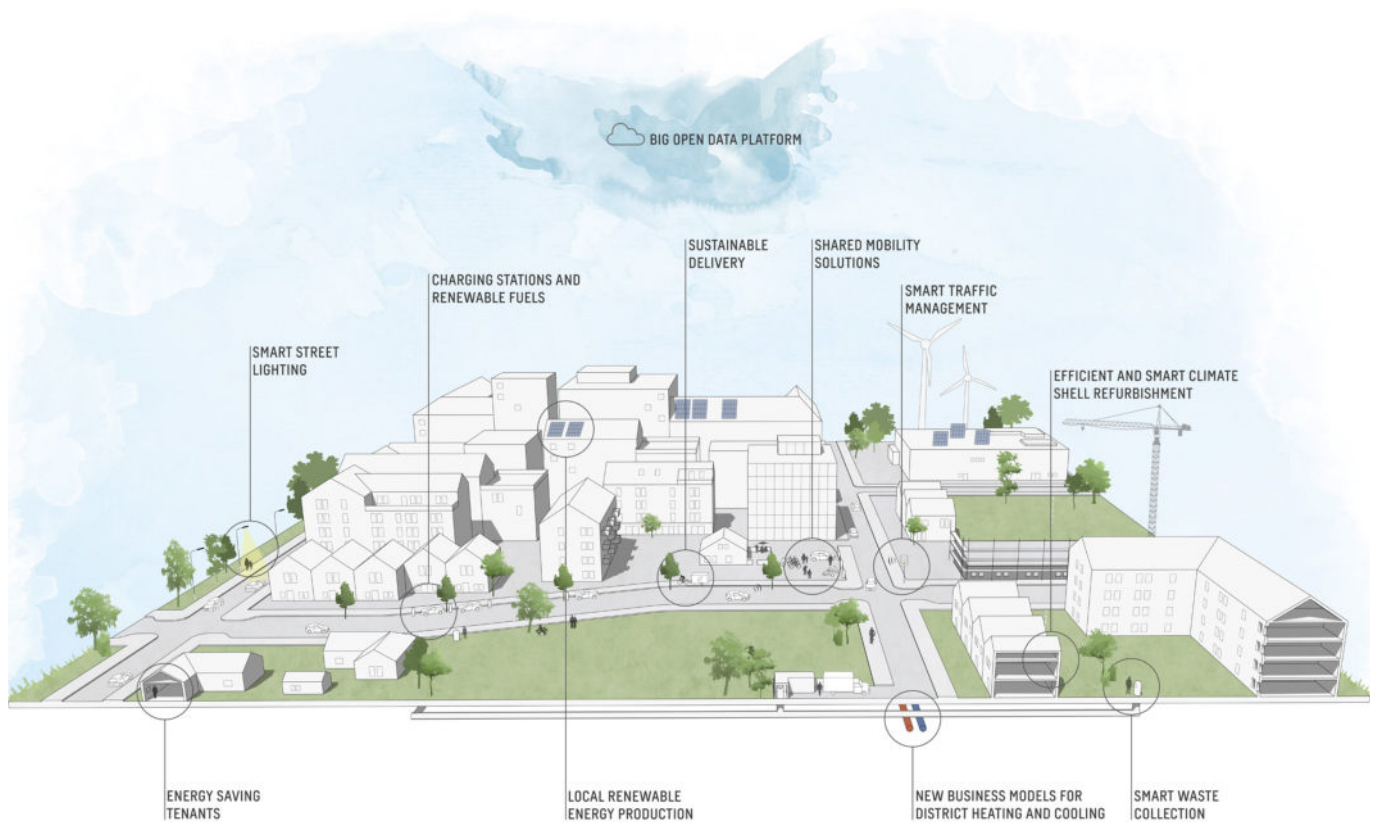 BIG OPEN DATA PLATFORM
SUSTAINABLE
DELIVERY
SHARED MOBILITY
SOLUTIONS
CHARGING STATIONS AND
RENEWABLE FUELS
SMART TRAFFIC
MANAGEMENT
SMART STREET
LIGHTING
EFFICIENT AND SMART CLIMATE
SHELL REFURBISHMENT
ENERGY SAVING
TENANTS
LOCAL RENEWABLE
ENERGY PRODUCTION
NEW BUSINESS MODELS FOR
DISTRICT HEATING AND COOLING
SMART WASTE
COLLECTION